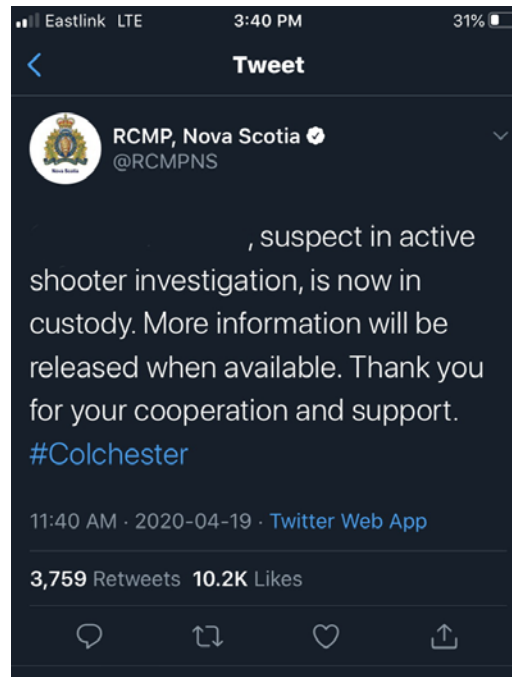 Eastlink LTE 3:40 PM 31%
Tweet
RCMP, Nova Scotia
@RCMPNS
, suspect in active
shooter investigation, is now in
custody. More information will be
released when available. Thank you
for your cooperation and support.
#Colchester
11:40 AM · 2020-04-19 · Twitter Web App
3,759 Retweets 10.2K Likes
Nova Scotia